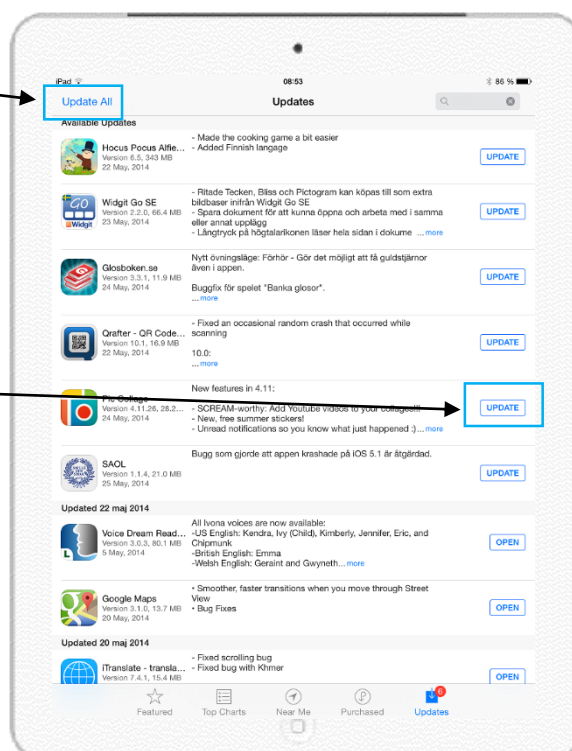 iPad 08:53 86 %
Update All Updates
Available Updates
Hocus Pocus Alfie...
Version 6.5, 343 MB
22 May, 2014
- Made the cooking game a bit easier
- Added Finnish langage
UPDATE
GO
Widgit
Widgit Go SE
Version 2.2.0, 66.4 MB
23 May, 2014
- Ritade Tecken, Bliss och Pictogram kan köpas till som extra
bildbaser inifrån Widgit Go SE
- Spara dokument för att kunna öppna och arbeta med i samma
eller annat upplägg
- Långtryck på högtalarikonen läser hela sidan i dokume ...more
UPDATE
Glosboken.se
Version 3.3.1, 11.9 MB
24 May, 2014
Nytt övningsläge: Förhör - Gör det möjligt att få guldstjärnor
även i appen.
Buggfix för spelet "Banka glosor".
...more
UPDATE
Qrafter - QR Code...
Version 10.1, 16.9 MB
22 May, 2014
- Fixed an occasional random crash that occurred while
scanning
10.0:
...more
UPDATE
Pic Collage
Version 4.11.26, 28.2...
24 May, 2014
New features in 4.11:
- SCREAM-worthy: Add Youtube videos to your collages!!!
- New, free summer stickers!
- Unread notifications so you know what just happened :)...more
UPDATE
SAOL
Version 1.1.4, 21.0 MB
25 May, 2014
Bugg som gjorde att appen krashade på iOS 5.1 är åtgärdad.
UPDATE
Updated 22 maj 2014
L
Voice Dream Read...
Version 3.0.3, 80.1 MB
5 May, 2014
All Ivona voices are now available:
-US English: Kendra, Ivy (Child), Kimberly, Jennifer, Eric, and
Chipmunk
-British English: Emma
-Welsh English: Geraint and Gwyneth...more
OPEN
Google Maps
Version 3.1.0, 13.7 MB
20 May, 2014
• Smoother, faster transitions when you move through Street
View
• Bug Fixes
OPEN
Updated 20 maj 2014
iTranslate - transla...
Version 7.4.1, 15.4 MB
- Fixed scrolling bug
- Fixed bug with Khmer
OPEN
6
Featured Top Charts Near Me Purchased Updates